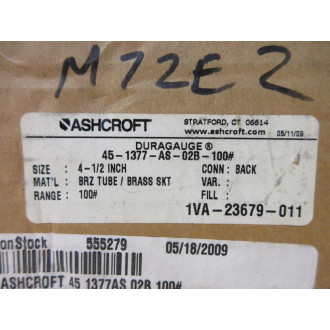 M72E2
ASHCROFT
STRATFORD, CT 06614
www.ashcroft.com
05/11/09
DURAGAUGE ®
45-1377-AS-02B-100#
SIZE : 4-1/2 INCH CONN : BACK
MAT'L : BRZ TUBE / BRASS SKT VAR. :
RANGE : 100# FILL :
1VA-23679-011
onStock 555279 05/18/2009
ASHCROFT 45 1377AS 02B 100#